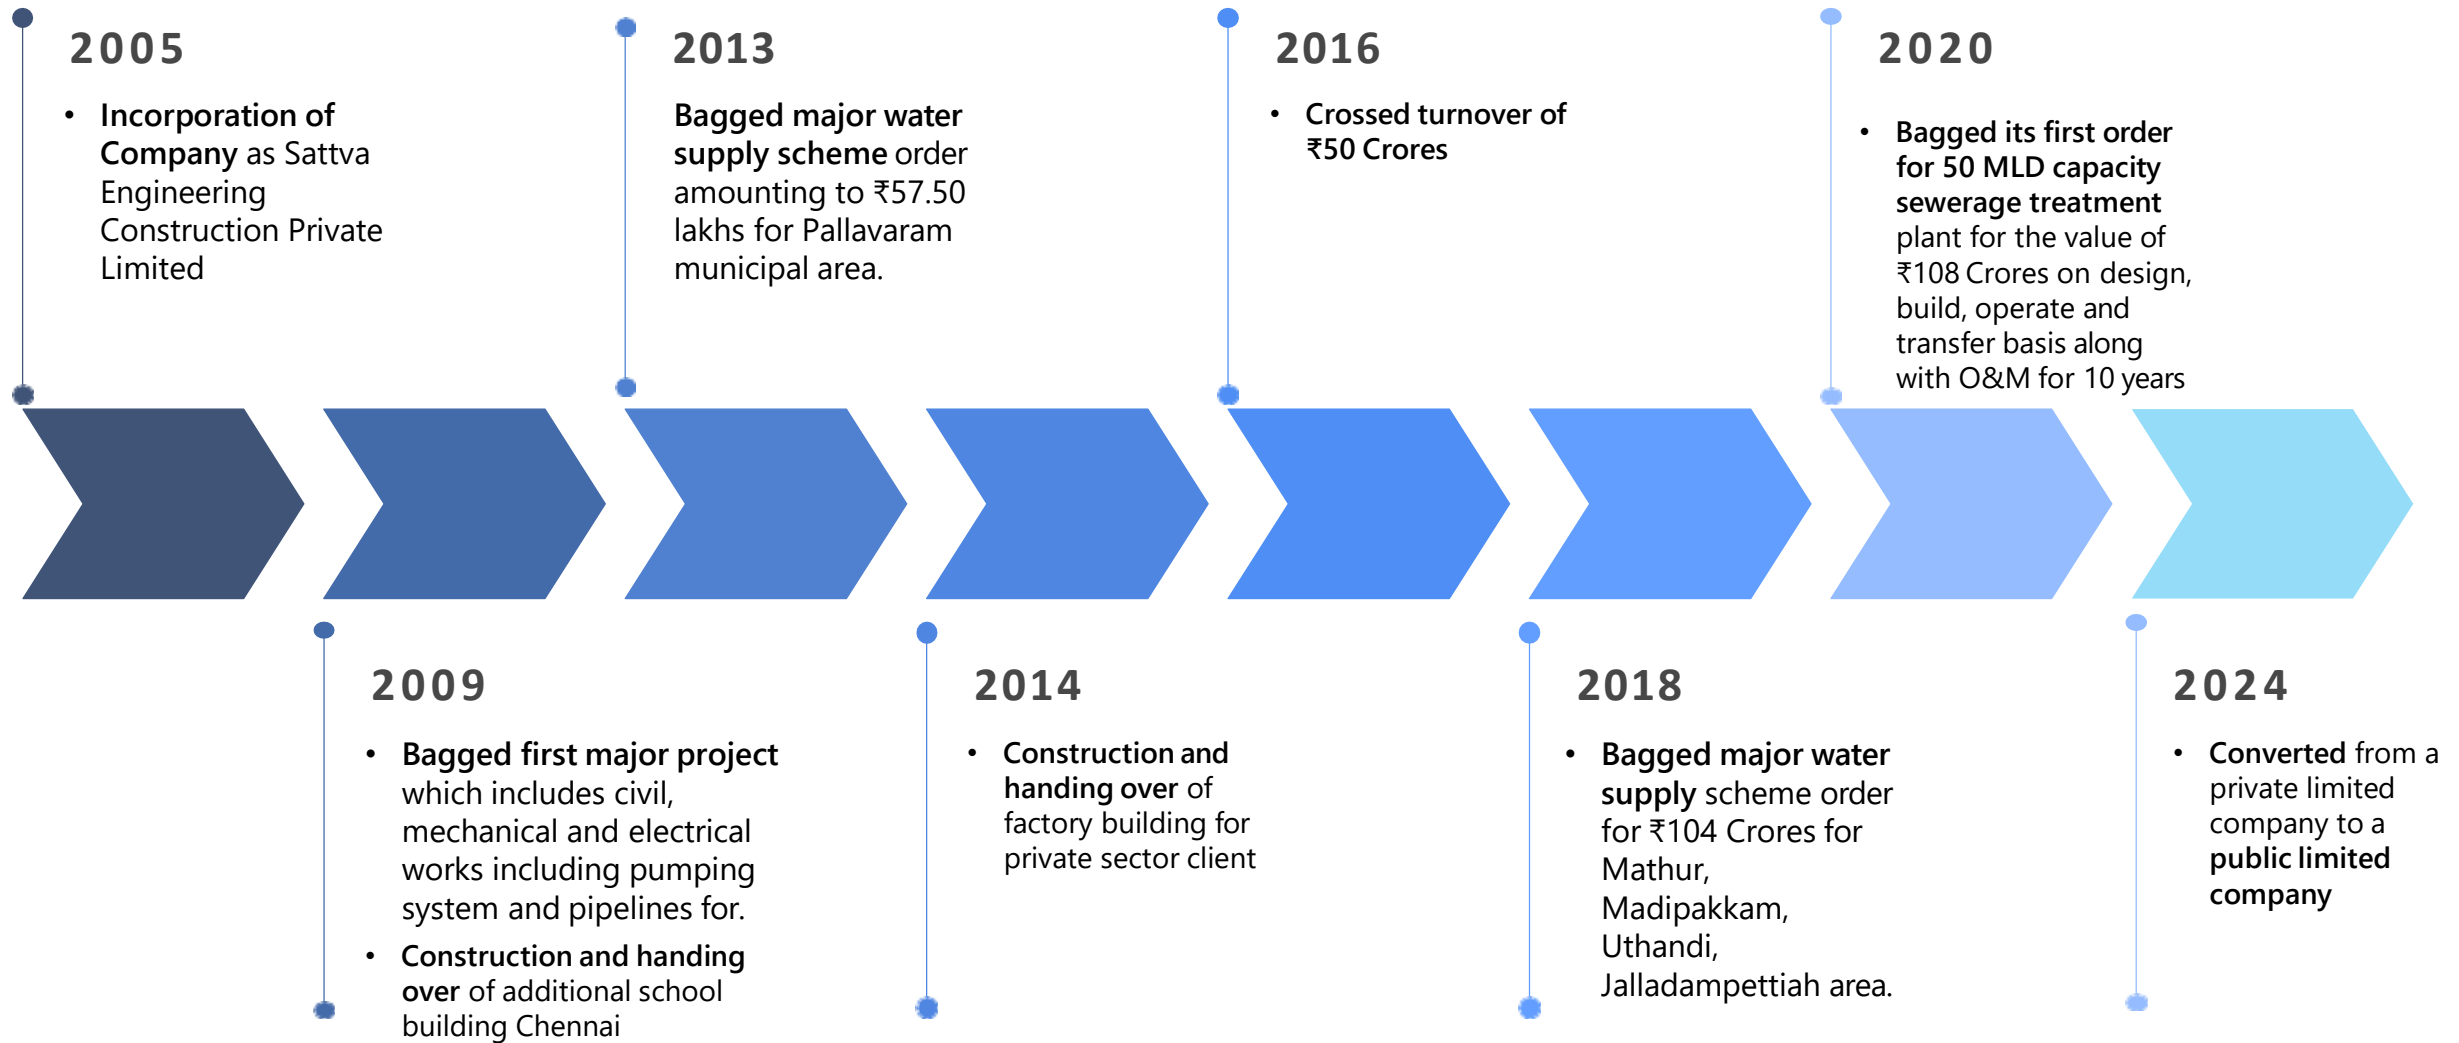 2005
• Incorporation of
Company as Sattva
Engineering
Construction Private
Limited
2013
Bagged major water
supply scheme order
amounting to ₹57.50
lakhs for Pallavaram
municipal area.
2016
• Crossed turnover of
₹50 Crores
2020
• Bagged its first order
for 50 MLD capacity
sewerage treatment
plant for the value of
₹108 Crores on design,
build, operate and
transfer basis along
with O&M for 10 years
2009
• Bagged first major project
which includes civil,
mechanical and electrical
works including pumping
system and pipelines for.
• Construction and handing
over of additional school
building Chennai
2014
• Construction and
handing over of
factory building for
private sector client
2018
• Bagged major water
supply scheme order
for ₹104 Crores for
Mathur,
Madipakkam,
Uthandi,
Jalladampettiah area.
2024
• Converted from a
private limited
company to a
public limited
company